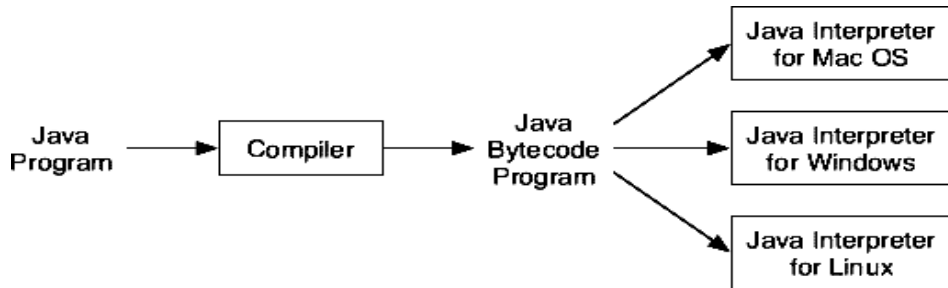 Java
Program
Compiler
Java
Bytecode
Program
Java Interpreter
for Mac OS
Java Interpreter
for Windows
Java Interpreter
for Linux